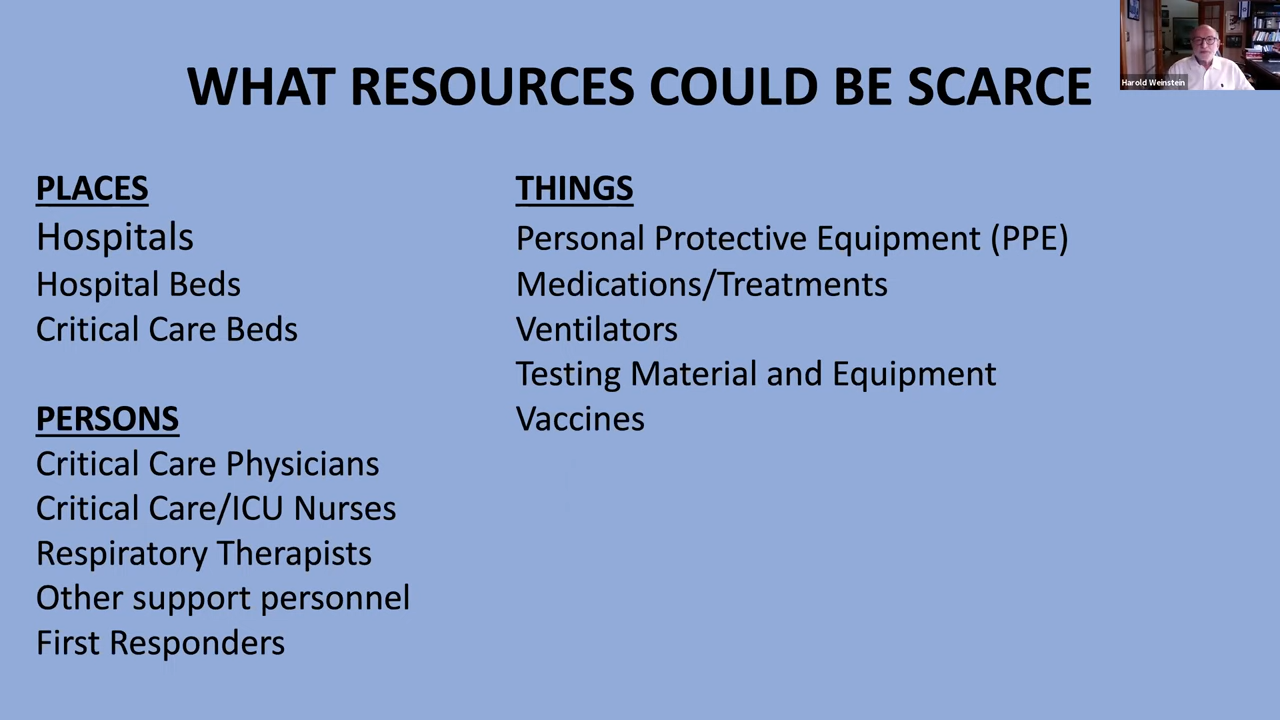 WHAT RESOURCES COULD BE SCARCE
Harold Weinstein
PLACES
Hospitals
Hospital Beds
Critical Care Beds
PERSONS
Critical Care Physicians
Critical Care/ICU Nurses
Respiratory Therapists
Other support personnel
First Responders
THINGS
Personal Protective Equipment (PPE)
Medications/Treatments
Ventilators
Testing Material and Equipment
Vaccines